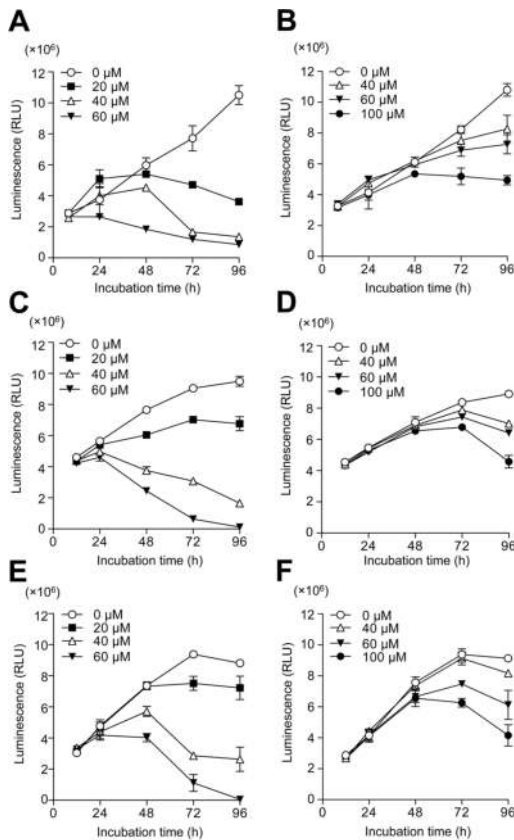 A
(×10⁶)
0 µM
20 µM
40 µM
60 µM
12
10
8
6
4
2
0
Luminescence (RLU)
0 24 48 72 96
Incubation time (h)
B
(×10⁶)
0 µM
40 µM
60 µM
100 µM
12
10
8
6
4
2
0
Luminescence (RLU)
0 24 48 72 96
Incubation time (h)
C
(×10⁶)
0 µM
20 µM
40 µM
60 µM
12
10
8
6
4
2
0
Luminescence (RLU)
0 24 48 72 96
Incubation time (h)
D
(×10⁶)
0 µM
40 µM
60 µM
100 µM
12
10
8
6
4
2
0
Luminescence (RLU)
0 24 48 72 96
Incubation time (h)
E
(×10⁶)
0 µM
20 µM
40 µM
60 µM
12
10
8
6
4
2
0
Luminescence (RLU)
0 24 48 72 96
Incubation time (h)
F
(×10⁶)
0 µM
40 µM
60 µM
100 µM
12
10
8
6
4
2
0
Luminescence (RLU)
0 24 48 72 96
Incubation time (h)